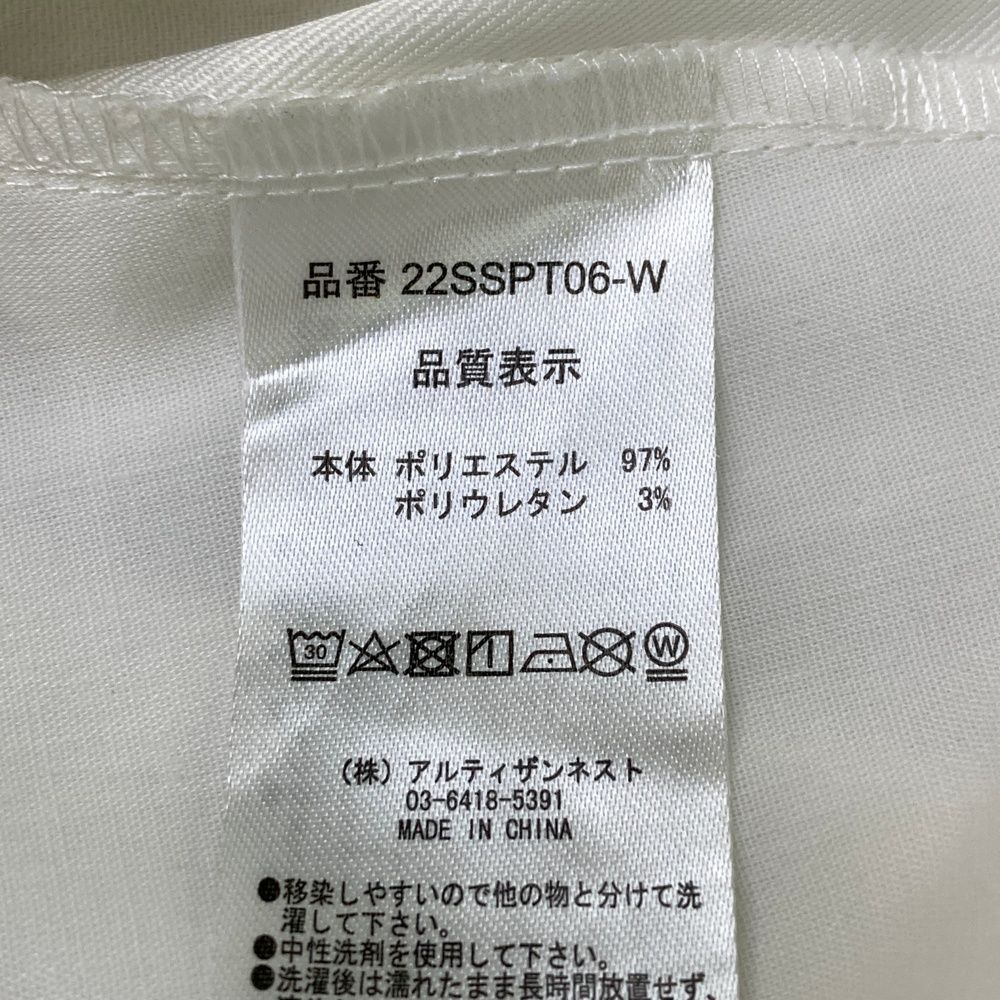 品番 22SSPT06-W
品質表示
本体 ポリエステル 97%
ポリウレタン 3%
30
W
（株）アルティザンネスト
03-6418-5391
MADE IN CHINA
●移染しやすいので他の物と分けて洗
濯して下さい。
●中性洗剤を使用して下さい。
●洗濯後は濡れたまま長時間放置せず、